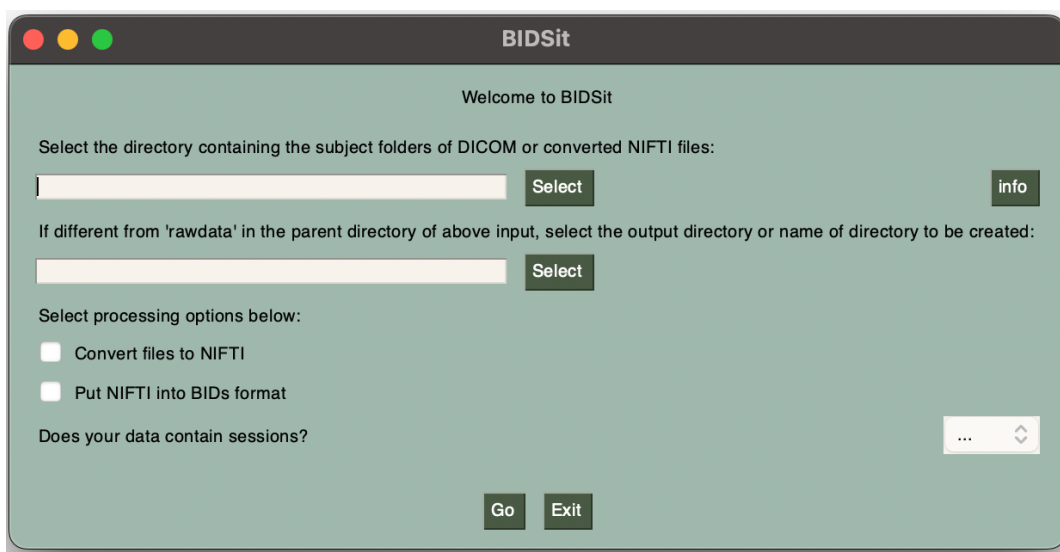 BIDSit
Welcome to BIDSit
Select the directory containing the subject folders of DICOM or converted NIFTI files:
Select
info
If different from 'rawdata' in the parent directory of above input, select the output directory or name of directory to be created:
Select
Select processing options below:
Convert files to NIFTI
Put NIFTI into BIDs format
Does your data contain sessions?
...
Go
Exit